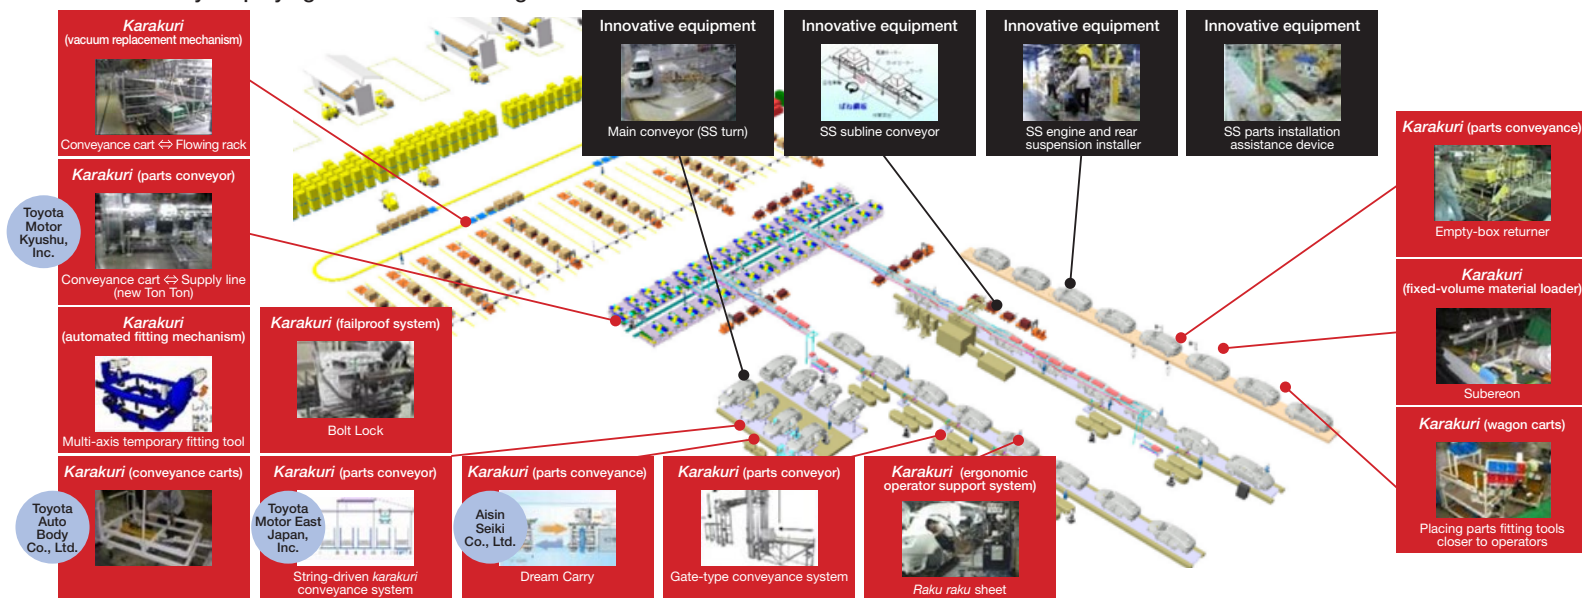 Karakuri
(vacuum replacement mechanism)
Conveyance cart ⇔ Flowing rack
Karakuri (parts conveyor)
Toyota
Motor
Kyushu,
Inc.
Conveyance cart ⇔ Supply line
(new Ton Ton)
Karakuri
(automated fitting mechanism)
Multi-axis temporary fitting tool
Karakuri (failproof system)
Bolt Lock
Karakuri (conveyance carts)
Toyota
Auto
Body
Co., Ltd.
Karakuri (parts conveyor)
Toyota
Motor East
Japan,
Inc.
String-driven karakuri
conveyance system
Karakuri (parts conveyance)
Aisin
Seiki
Co., Ltd.
Dream Carry
Karakuri (parts conveyor)
Gate-type conveyance system
Karakuri (ergonomic
operator support system)
Raku raku sheet
Innovative equipment
Main conveyor (SS turn)
Innovative equipment
SS subline conveyor
Innovative equipment
SS engine and rear
suspension installer
Innovative equipment
SS parts installation
assistance device
Karakuri (parts conveyance)
Empty-box returner
Karakuri
(fixed-volume material loader)
Subereon
Karakuri (wagon carts)
Placing parts fitting tools
closer to operators